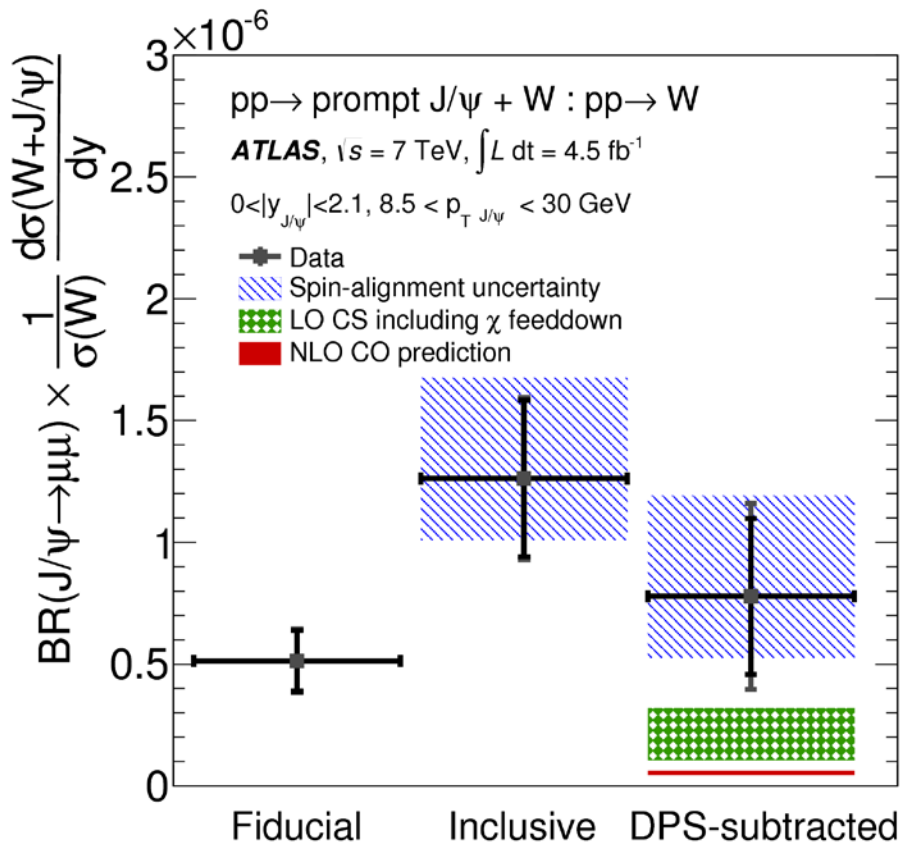 3×10⁻⁶
BR(J/ψ→μμ) × 1/σ(W) dσ(W+J/ψ)/dy
pp→ prompt J/ψ + W : pp→ W
ATLAS, √s = 7 TeV, ∫L dt = 4.5 fb⁻¹
0<|y_J/ψ|<2.1, 8.5 < p_T J/ψ < 30 GeV
Data
Spin-alignment uncertainty
LO CS including χ feeddown
NLO CO prediction
2.5
2
1.5
1
0.5
0
Fiducial Inclusive DPS-subtracted